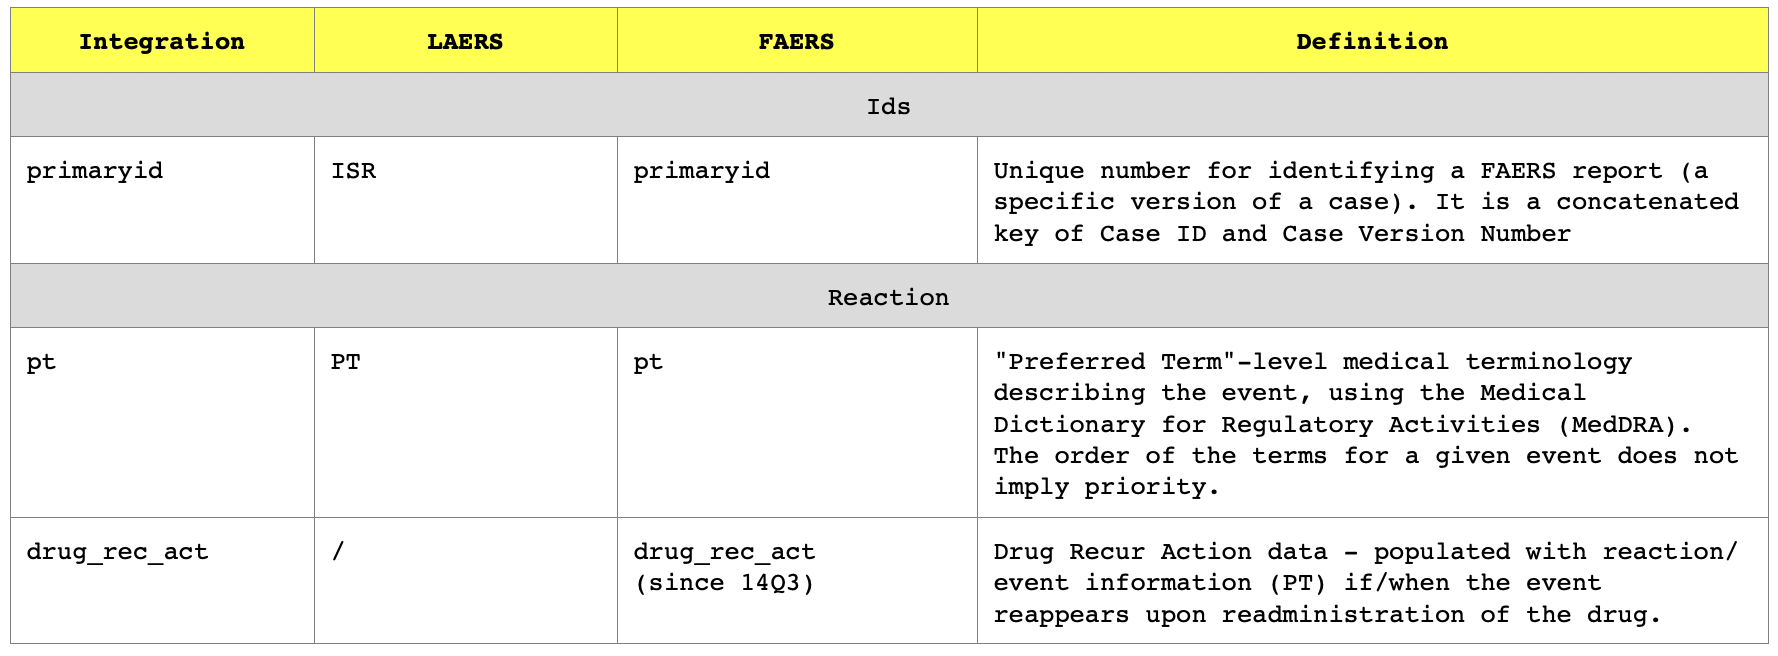 Integration LAERS FAERS Definition
Ids
primaryid ISR primaryid Unique number for identifying a FAERS report (a
specific version of a case). It is a concatenated
key of Case ID and Case Version Number
Reaction
pt PT pt "Preferred Term"-level medical terminology
describing the event, using the Medical
Dictionary for Regulatory Activities (MedDRA).
The order of the terms for a given event does not
imply priority.
drug_rec_act / drug_rec_act Drug Recur Action data - populated with reaction/
(since 14Q3) event information (PT) if/when the event
reappears upon readministration of the drug.